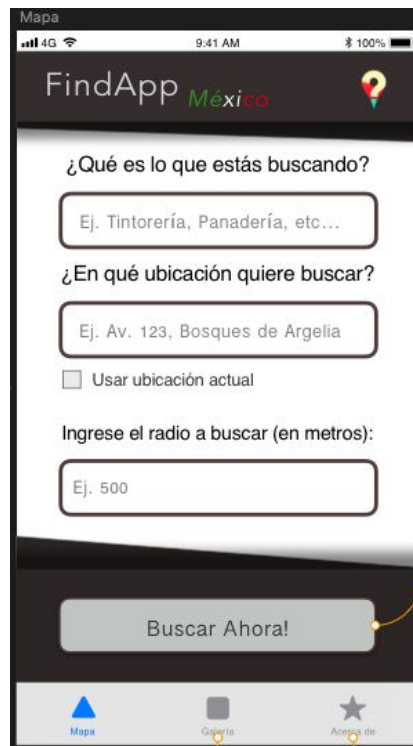 Mapa
4G 9:41 AM 100%
FindApp México
¿Qué es lo que estás buscando?
Ej. Tintorería, Panadería, etc...
¿En qué ubicación quiere buscar?
Ej. Av. 123, Bosques de Argelia
Usar ubicación actual
Ingrese el radio a buscar (en metros):
Ej. 500
Buscar Ahora!
Mapa Galería Acerca de